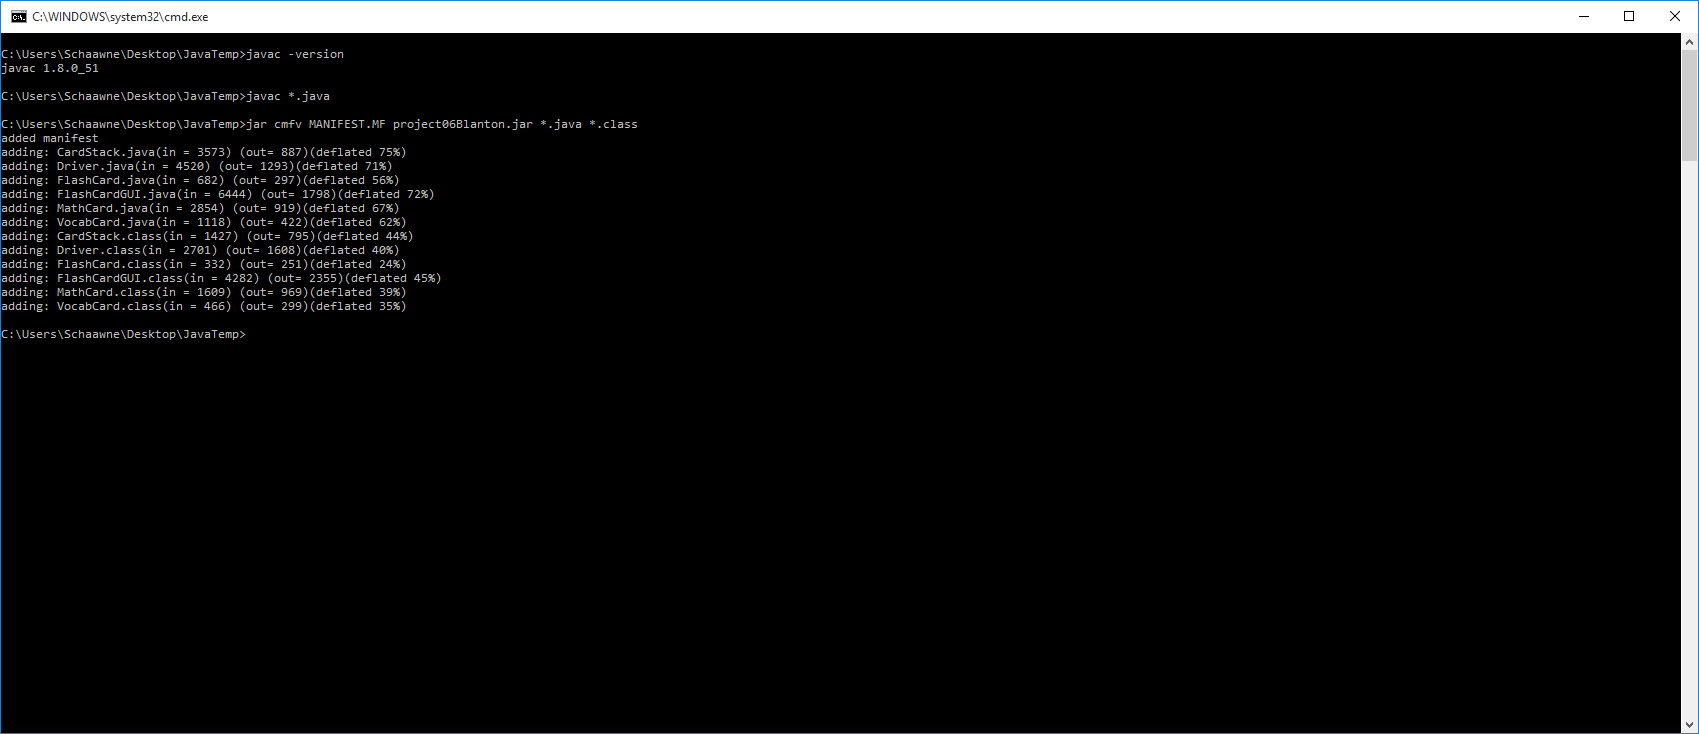 C:\WINDOWS\system32\cmd.exe
C:\Users\Schaawne\Desktop\JavaTemp>javac -version
javac 1.8.0_51
C:\Users\Schaawne\Desktop\JavaTemp>javac *.java
C:\Users\Schaawne\Desktop\JavaTemp>jar cmfv MANIFEST.MF project06Blanton.jar *.java *.class
added manifest
adding: CardStack.java(in = 3573) (out= 887)(deflated 75%)
adding: Driver.java(in = 4520) (out= 1293)(deflated 71%)
adding: FlashCard.java(in = 682) (out= 297)(deflated 56%)
adding: FlashCardGUI.java(in = 6444) (out= 1798)(deflated 72%)
adding: MathCard.java(in = 2854) (out= 919)(deflated 67%)
adding: VocabCard.java(in = 1118) (out= 422)(deflated 62%)
adding: CardStack.class(in = 1427) (out= 795)(deflated 44%)
adding: Driver.class(in = 2701) (out= 1608)(deflated 40%)
adding: FlashCard.class(in = 332) (out= 251)(deflated 24%)
adding: FlashCardGUI.class(in = 4282) (out= 2355)(deflated 45%)
adding: MathCard.class(in = 1609) (out= 969)(deflated 39%)
adding: VocabCard.class(in = 466) (out= 299)(deflated 35%)
C:\Users\Schaawne\Desktop\JavaTemp>